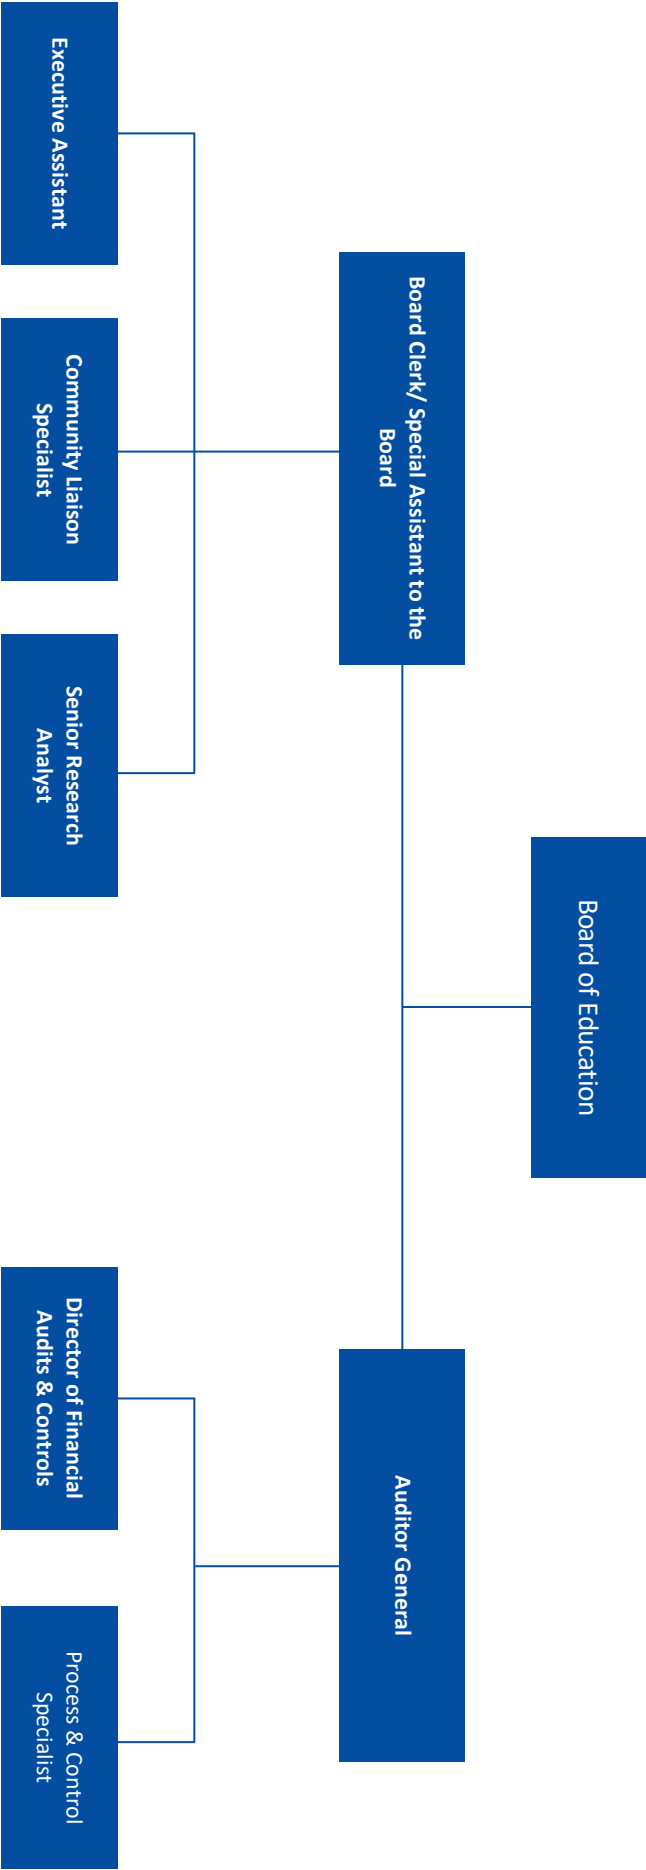 Board of Education
Board Clerk/ Special Assistant to the
Board
Auditor General
Executive Assistant
Community Liaison
Specialist
Senior Research
Analyst
Director of Financial
Audits & Controls
Process & Control
Specialist